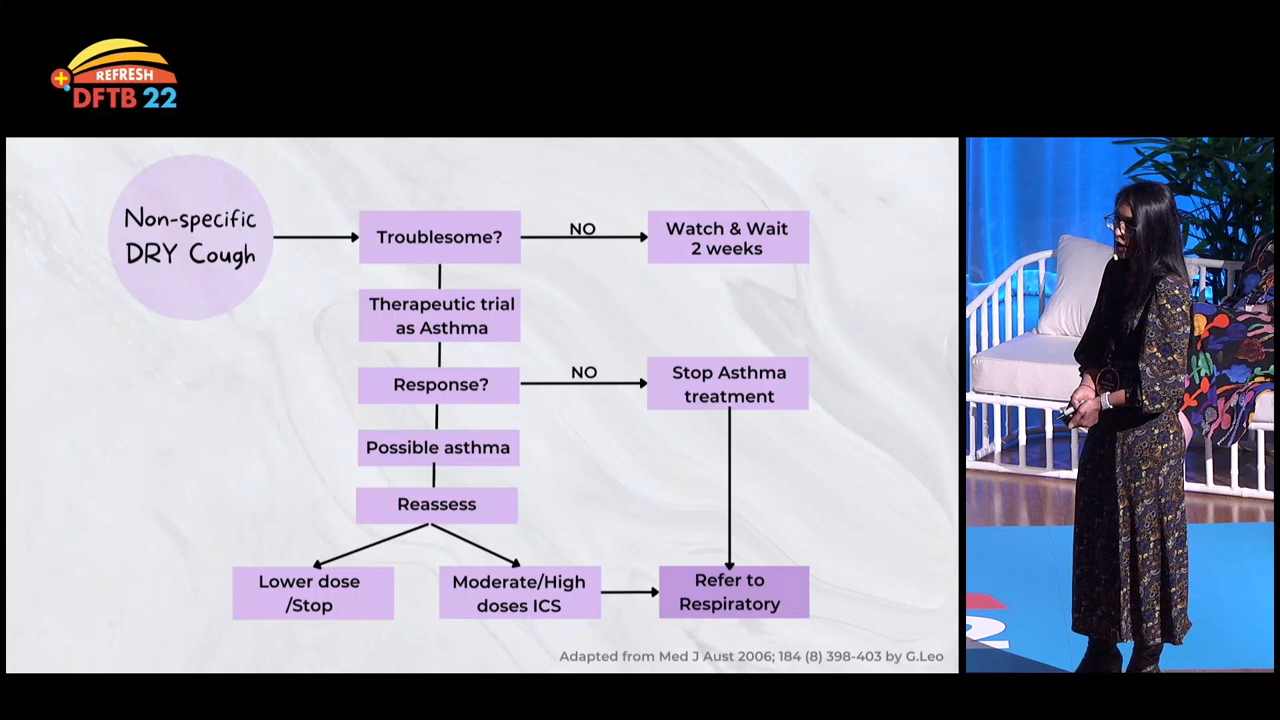 REFRESH
DFTB 22
Non-specific
DRY Cough
Troublesome?
NO
Watch & Wait
2 weeks
Therapeutic trial
as Asthma
Response?
NO
Stop Asthma
treatment
Possible asthma
Reassess
Lower dose
/Stop
Moderate/High
doses ICS
Refer to
Respiratory
Adapted from Med J Aust 2006; 184 (8) 398-403 by G.Leo